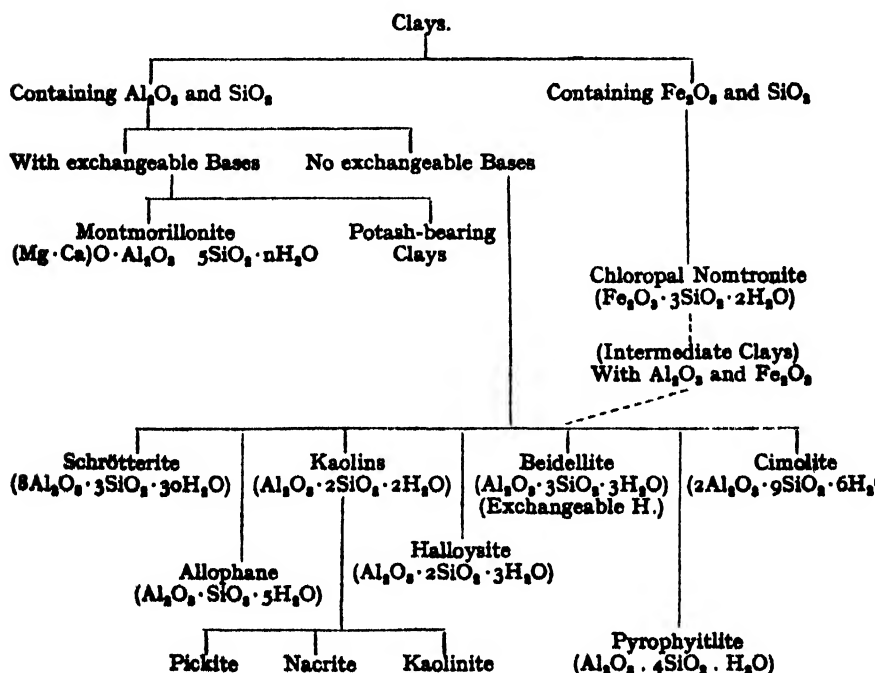 Clays.
Containing Al₂O₃ and SiO₂
Containing Fe₂O₃ and SiO₂
With exchangeable Bases
No exchangeable Bases
Montmorillonite
(Mg·Ca)O·Al₂O₃ 5SiO₂·nH₂O
Potash-bearing
Clays
Chloropal Nomtronite
(Fe₂O₃·3SiO₂·2H₂O)
(Intermediate Clays)
With Al₂O₃ and Fe₂O₃
Schrötterite
(8Al₂O₃·3SiO₂·30H₂O)
Kaolins
(Al₂O₃·2SiO₂·2H₂O)
Beidellite
(Al₂O₃·3SiO₂·3H₂O)
(Exchangeable H.)
Cimolite
(2Al₂O₃·9SiO₂·6H₂O
Allophane
(Al₂O₃·SiO₂·5H₂O)
Halloysite
(Al₂O₃·2SiO₂·3H₂O)
Pickite
Nacrite
Kaolinite
Pyrophyitlite
(Al₂O₃.4SiO₂.H₂O)